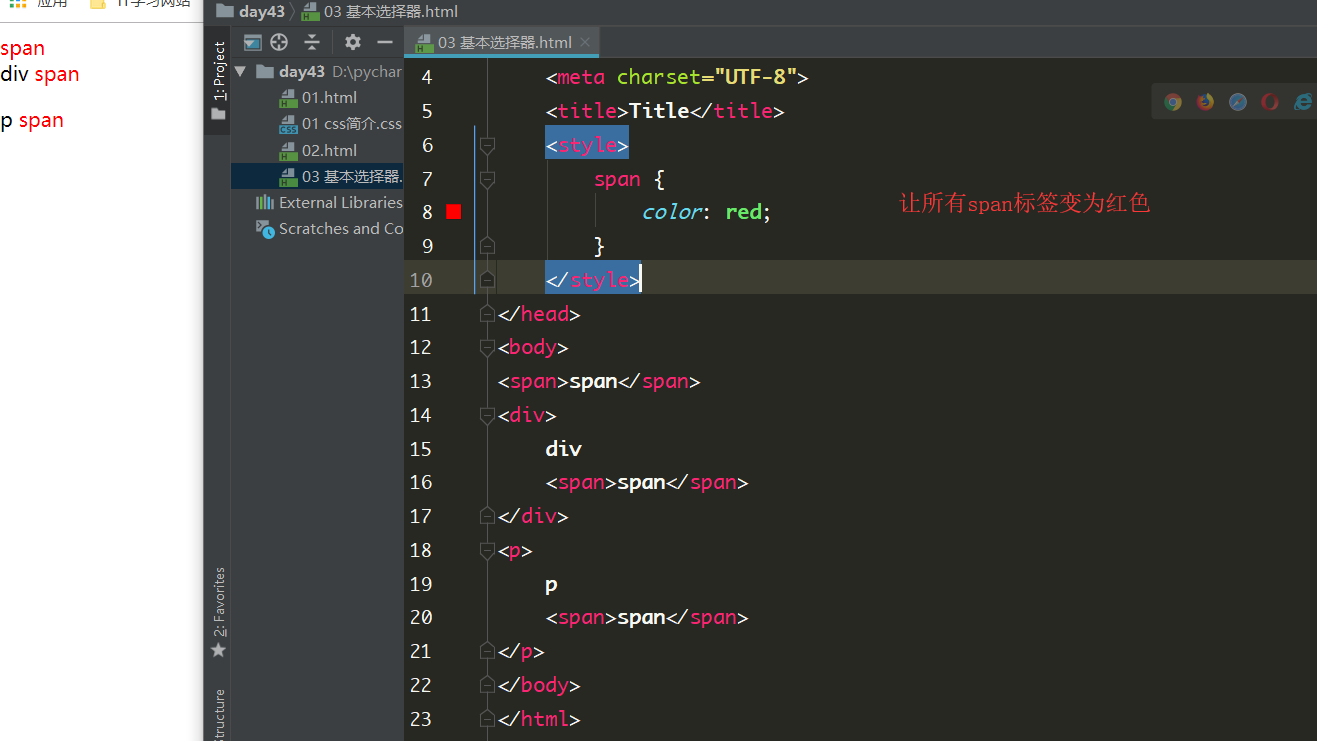 应用
IT学习网站
span
div span
p span
day43 〉 03 基本选择器.html
1: Project
03 基本选择器.html ×
day43 D:\pychar
01.html
01 css简介.css
02.html
03 基本选择器.
External Libraries
Scratches and Co
2: Favorites
tructure
4 <meta charset="UTF-8">
5 <title>Title</title>
6 <style>
7 span {
8 color: red;
让所有span标签变为红色
9 }
10 </style>
11 </head>
12 <body>
13 <span>span</span>
14 <div>
15 div
16 <span>span</span>
17 </div>
18 <p>
19 p
20 <span>span</span>
21 </p>
22 </body>
23 </html>